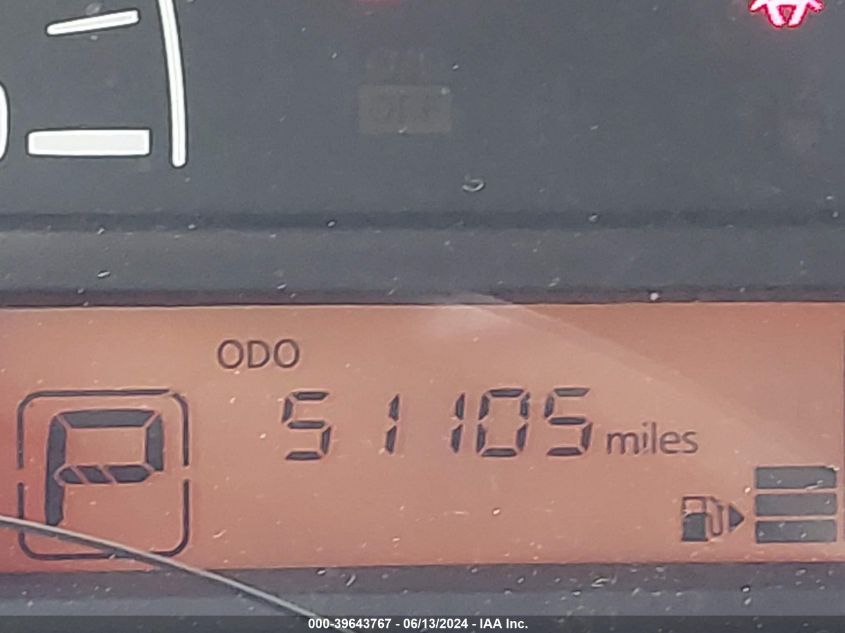 ODO
51105 miles
P
000-39643767 - 06/13/2024 - IAA Inc.